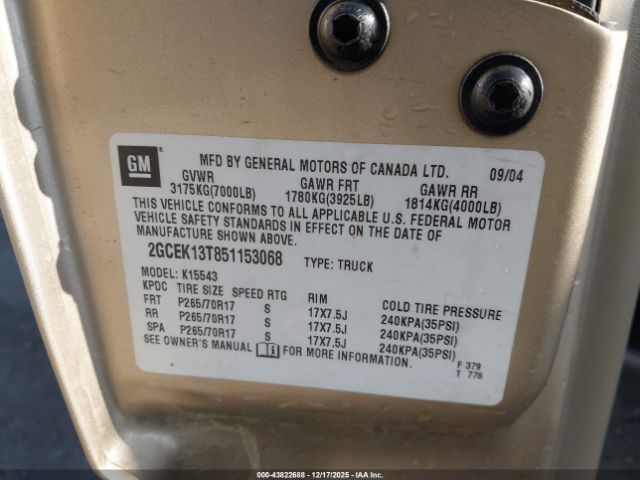 GM ®
MFD BY GENERAL MOTORS OF CANADA LTD. 09/04
GVWR GAWR FRT GAWR RR
3175KG(7000LB) 1780KG(3925LB) 1814KG(4000LB)
THIS VEHICLE CONFORMS TO ALL APPLICABLE U.S. FEDERAL MOTOR
VEHICLE SAFETY STANDARDS IN EFFECT ON THE DATE OF
MANUFACTURE SHOWN ABOVE.
2GCEK13T851153068 TYPE: TRUCK
MODEL: K15543
KPDC TIRE SIZE SPEED RTG RIM COLD TIRE PRESSURE
FRT P265/70R17 S 17X7.5J 240KPA(35PSI)
RR P265/70R17 S 17X7.5J 240KPA(35PSI)
SPA P265/70R17 S 17X7.5J 240KPA(35PSI)
SEE OWNER'S MANUAL FOR MORE INFORMATION.
F 379
T 776
000-43822688 - 12/17/2025 - IAAI.COM